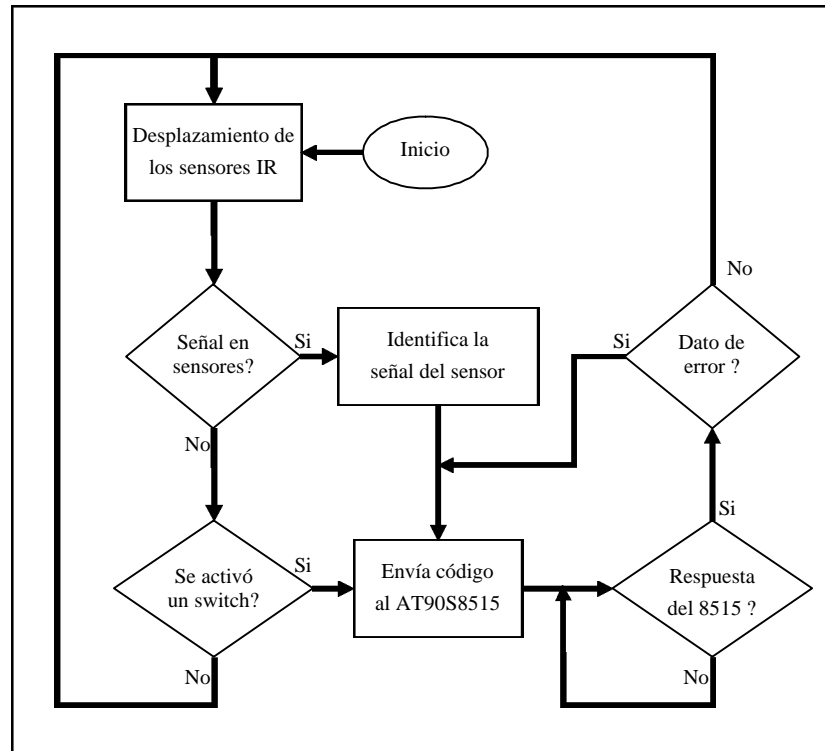 Desplazamiento de
los sensores IR
Inicio
No
Señal en
sensores?
Si
Identifica la
señal del sensor
Si
Dato de
error ?
No
Si
Se activó
un switch?
Si
Envía código
al AT90S8515
Respuesta
del 8515 ?
No
No